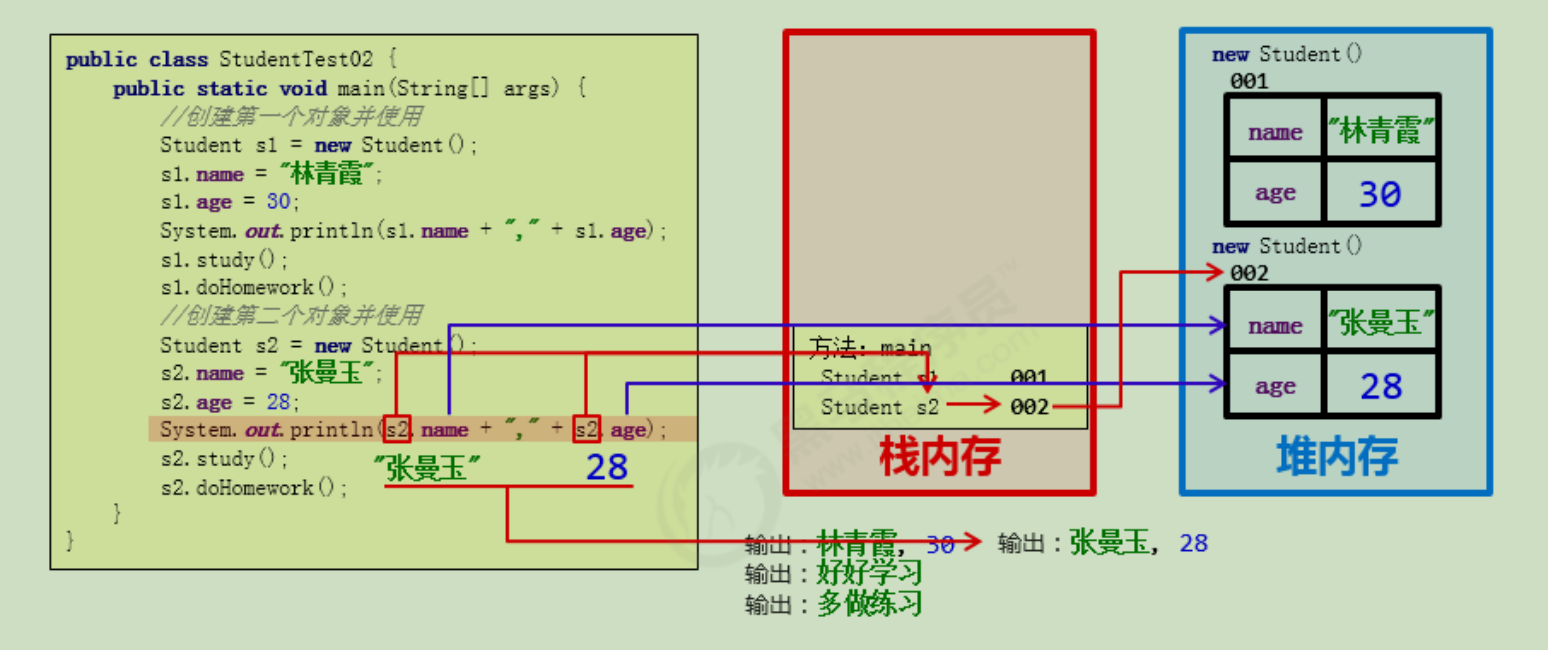 public class StudentTest02 {
public static void main(String[] args) {
//创建第一个对象并使用
Student s1 = new Student();
s1.name = "林青霞";
s1.age = 30;
System.out.println(s1.name + "," + s1.age);
s1.study();
s1.doHomework();
//创建第二个对象并使用
Student s2 = new Student();
s2.name = "张曼玉";
s2.age = 28;
System.out.println(s2.name + "," + s2.age);
s2.study();
"张曼玉" 28
s2.doHomework();
}
}
方法: main
Student s1 001
Student s2 002
栈内存
new Student()
001
name "林青霞"
age 30
new Student()
002
name "张曼玉"
age 28
堆内存
输出：林青霞, 30
输出：好好学习
输出：多做练习
输出：张曼玉, 28